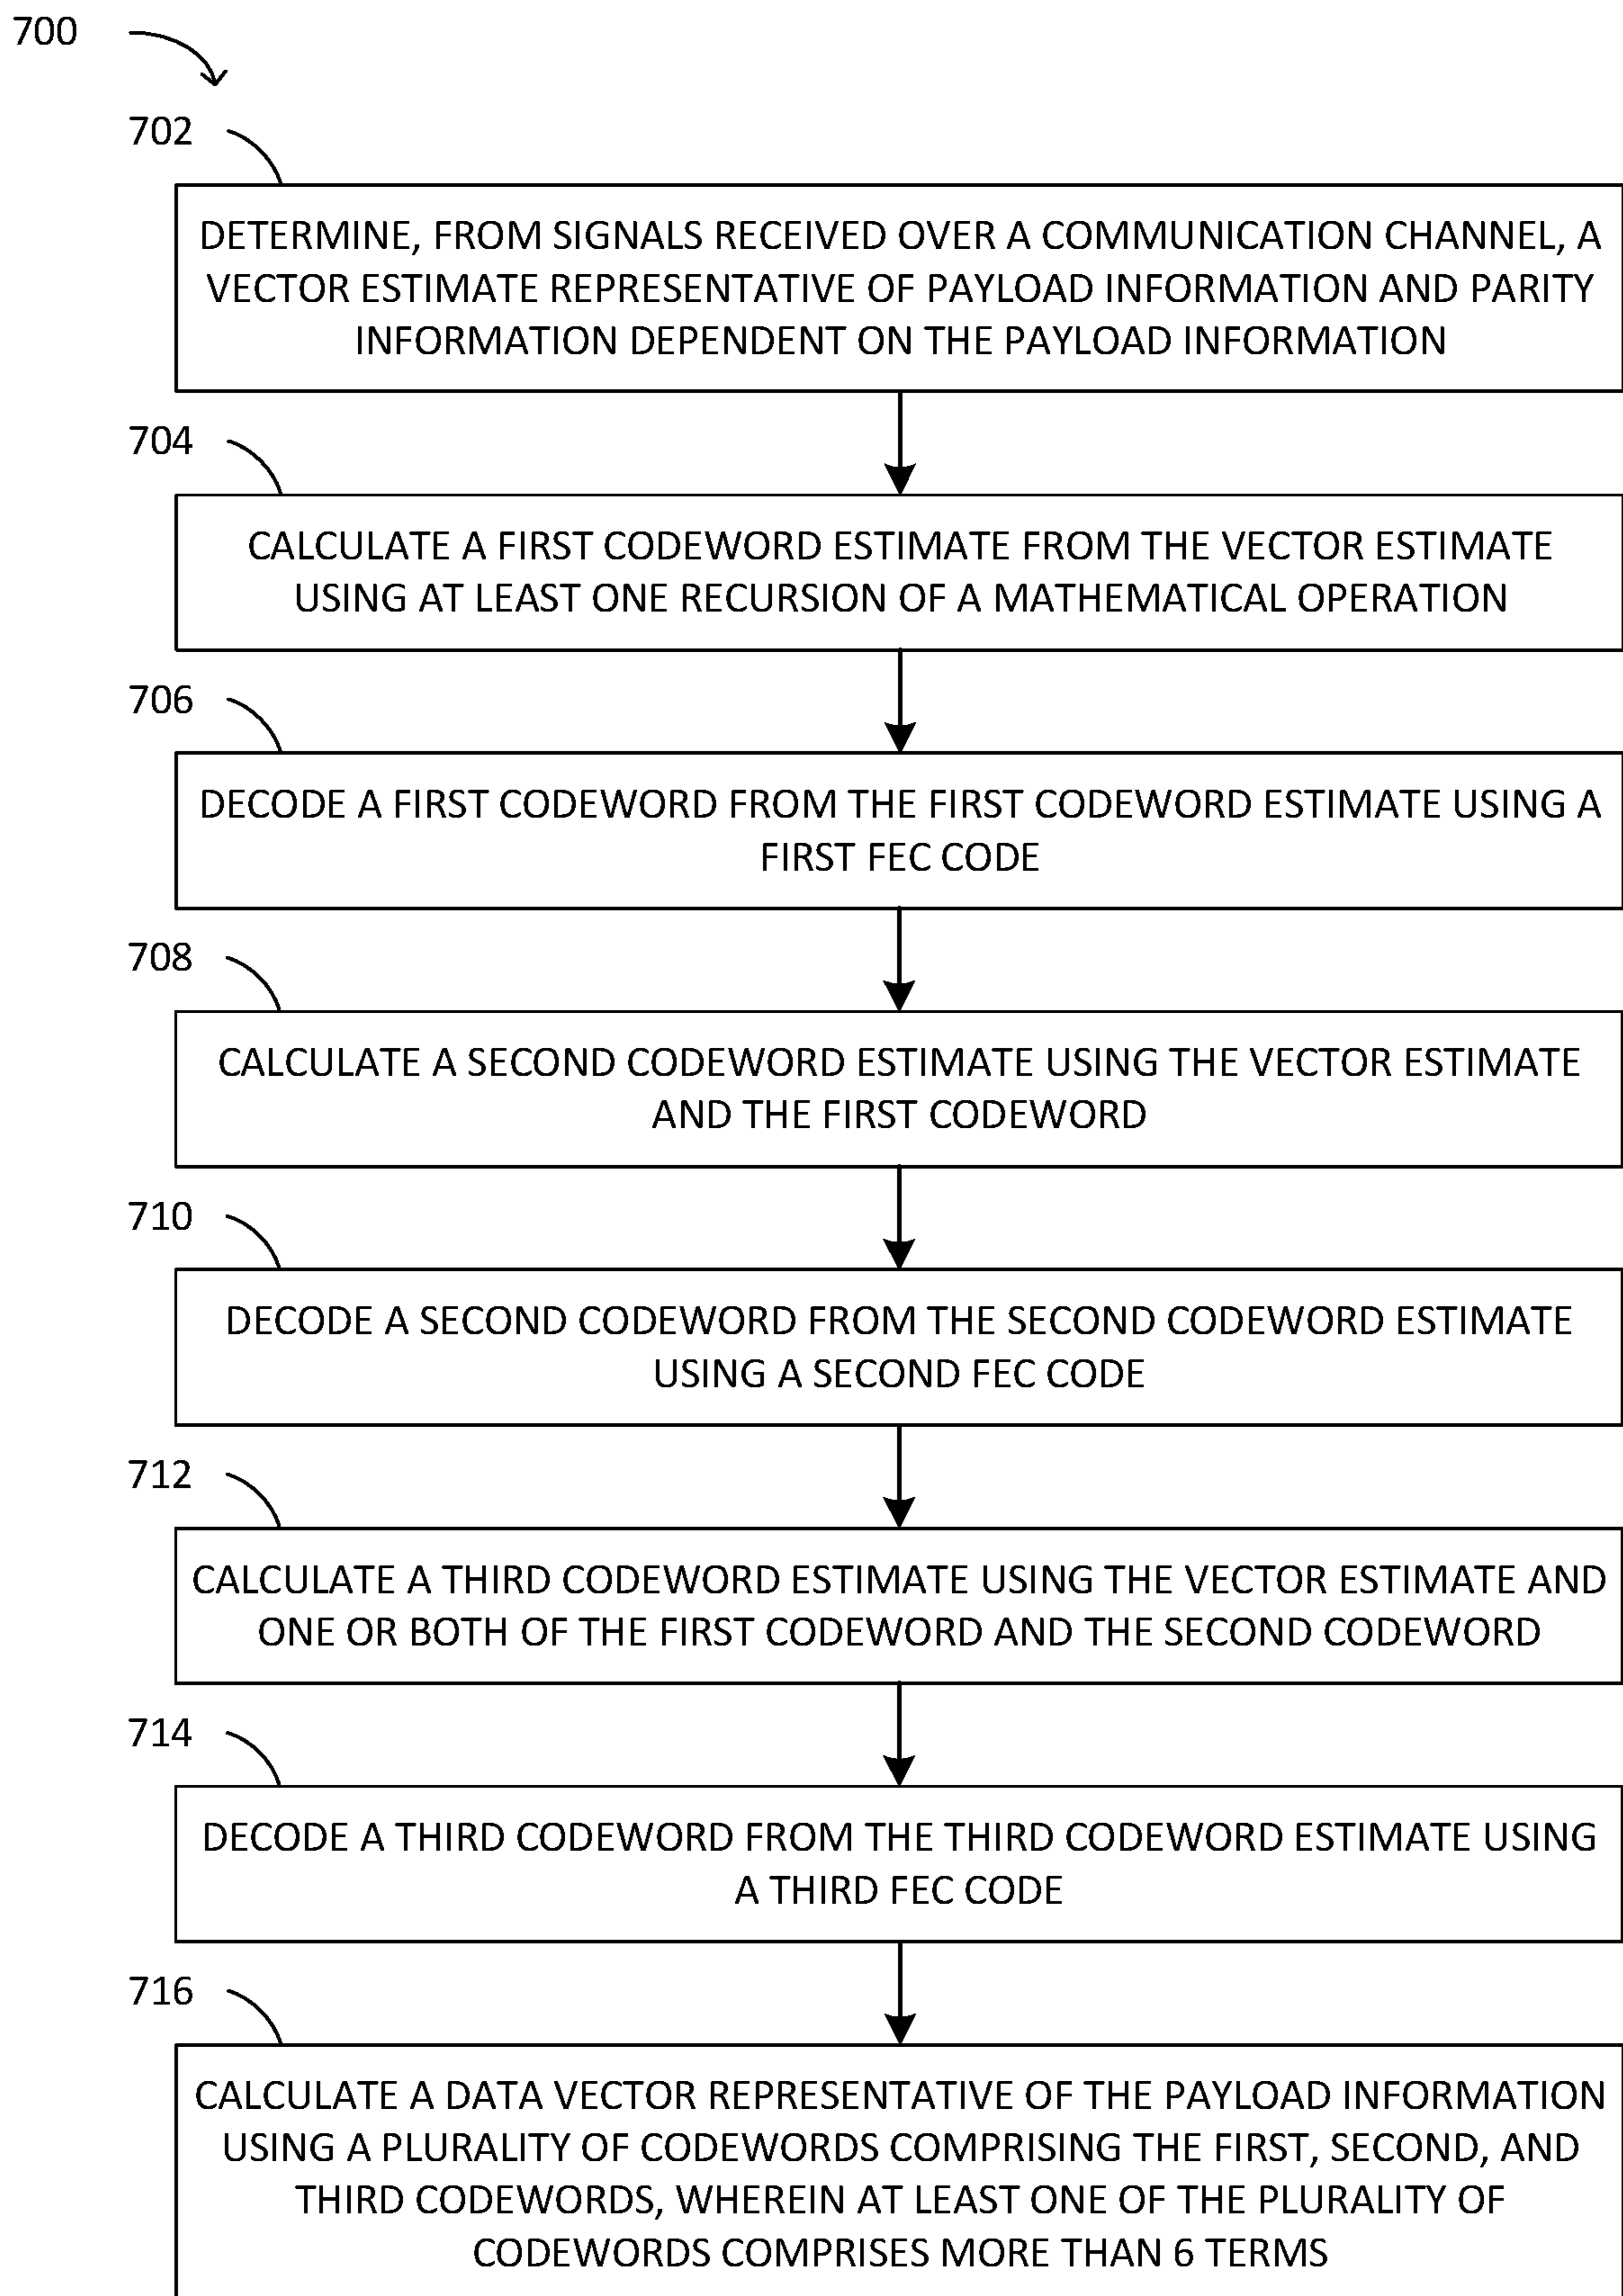 700
702
DETERMINE, FROM SIGNALS RECEIVED OVER A COMMUNICATION CHANNEL, A
VECTOR ESTIMATE REPRESENTATIVE OF PAYLOAD INFORMATION AND PARITY
INFORMATION DEPENDENT ON THE PAYLOAD INFORMATION
704
CALCULATE A FIRST CODEWORD ESTIMATE FROM THE VECTOR ESTIMATE
USING AT LEAST ONE RECURSION OF A MATHEMATICAL OPERATION
706
DECODE A FIRST CODEWORD FROM THE FIRST CODEWORD ESTIMATE USING A
FIRST FEC CODE
708
CALCULATE A SECOND CODEWORD ESTIMATE USING THE VECTOR ESTIMATE
AND THE FIRST CODEWORD
710
DECODE A SECOND CODEWORD FROM THE SECOND CODEWORD ESTIMATE
USING A SECOND FEC CODE
712
CALCULATE A THIRD CODEWORD ESTIMATE USING THE VECTOR ESTIMATE AND
ONE OR BOTH OF THE FIRST CODEWORD AND THE SECOND CODEWORD
714
DECODE A THIRD CODEWORD FROM THE THIRD CODEWORD ESTIMATE USING
A THIRD FEC CODE
716
CALCULATE A DATA VECTOR REPRESENTATIVE OF THE PAYLOAD INFORMATION
USING A PLURALITY OF CODEWORDS COMPRISING THE FIRST, SECOND, AND
THIRD CODEWORDS, WHEREIN AT LEAST ONE OF THE PLURALITY OF
CODEWORDS COMPRISES MORE THAN 6 TERMS